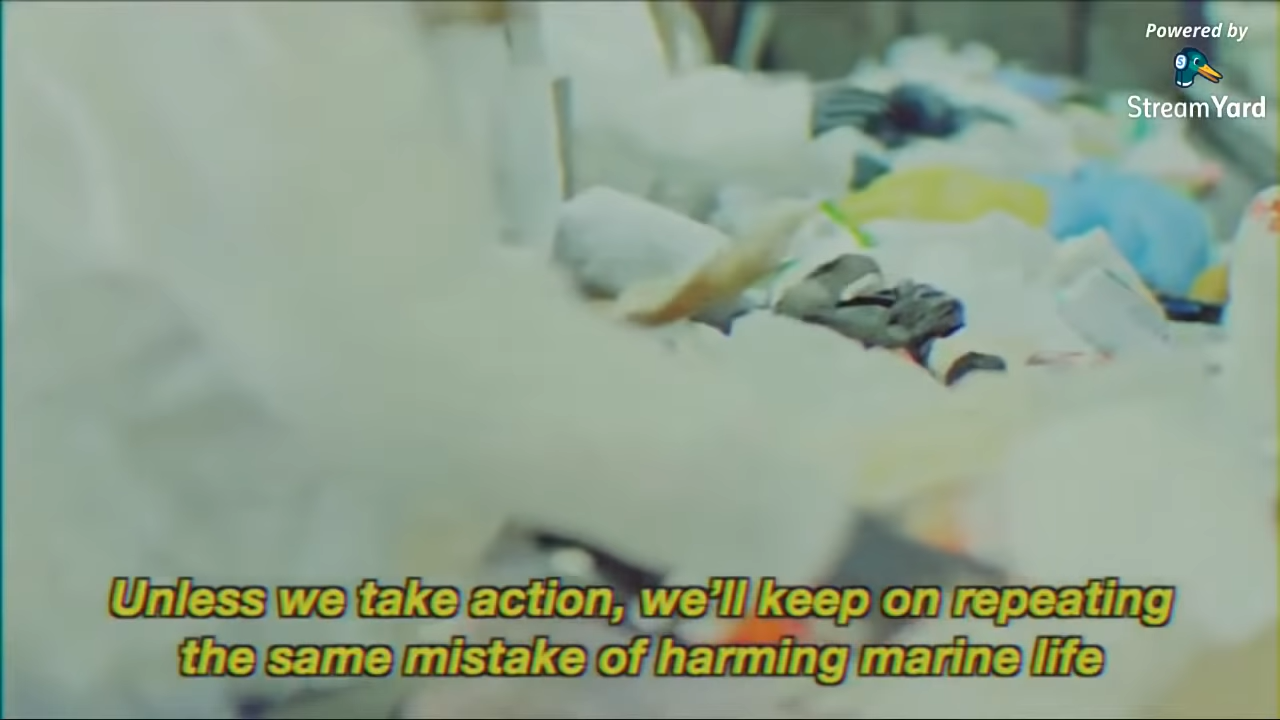 Powered by
StreamYard
Unless we take action, we'll keep on repeating
the same mistake of harming marine life